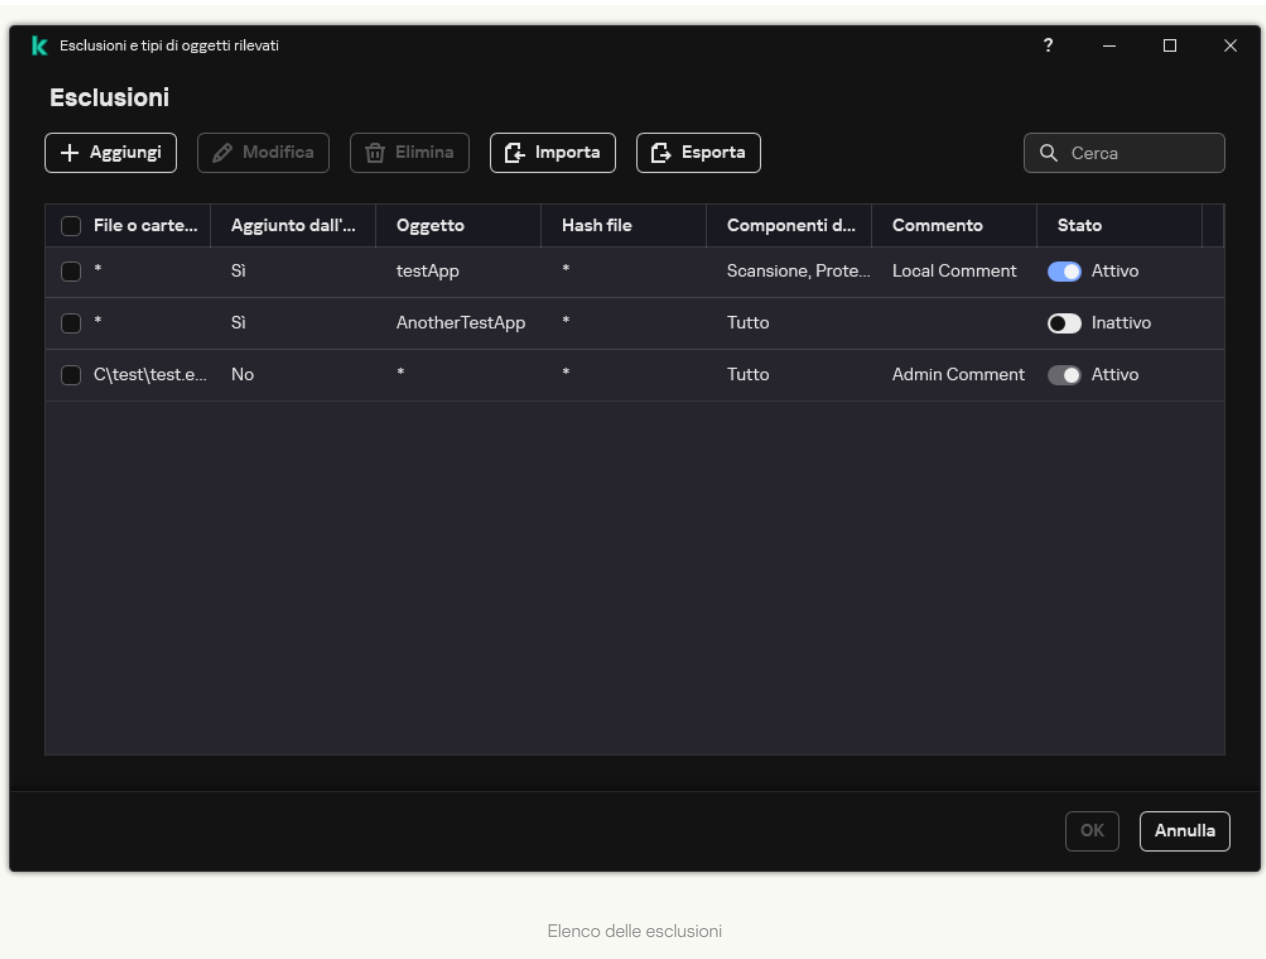 Esclusioni e tipi di oggetti rilevati
?
Esclusioni
Aggiungi Modifica Elimina Importa Esporta Cerca
File o carte... Aggiunto dall'... Oggetto Hash file Componenti d... Commento Stato
* Sì testApp * Scansione, Prote... Local Comment Attivo
* Sì AnotherTestApp * Tutto Inattivo
C\test\test.e... No * * Tutto Admin Comment Attivo
OK Annulla
Elenco delle esclusioni